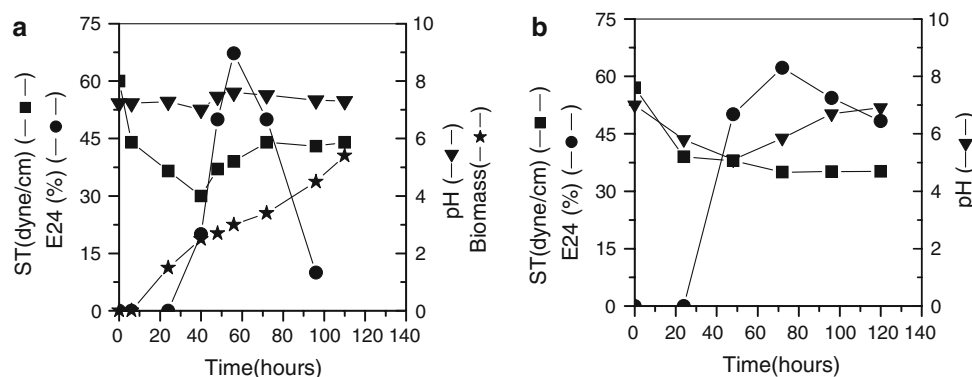 a
75
60
45
30
15
0
10
8
6
4
2
0
0 20 40 60 80 100 120 140
Time(hours)
ST(dyne/cm) (—■—)
E24 (%) (—●—)
pH (—▼—)
Biomass(—★—)
b
75
60
45
30
15
0
10
8
6
4
2
0
0 20 40 60 80 100 120 140
Time(hours)
ST(dyne/cm) (—■—)
E24 (%) (—●—)
pH (—▼—)